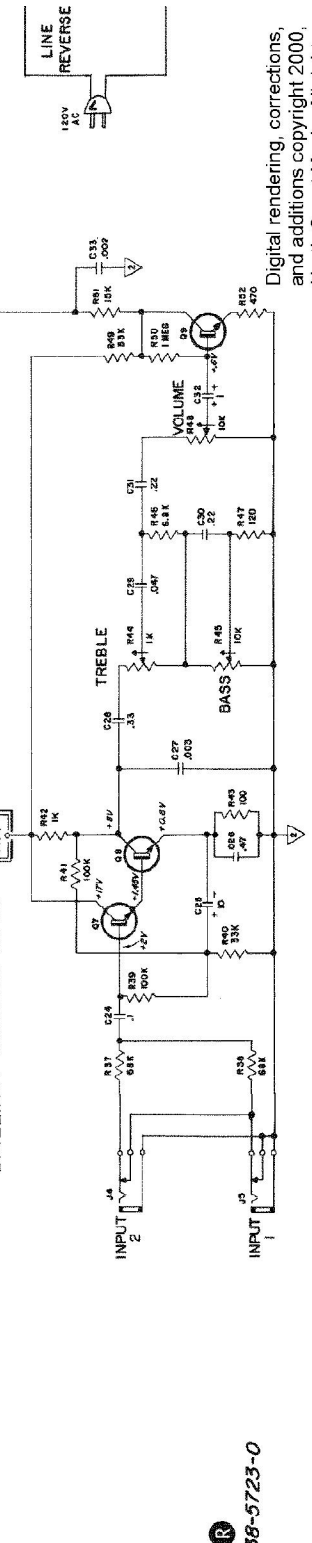 LINE
REVERSE
120V
AC
Digital rendering, corrections,
and additions copyright 2000,
C33
.002
2
R51
15K
R49
33K
R50
1 MEG
Q9
+.6V
R52
470
VOLUME
R48
10K
C32
+ 1 +
C31
.22
R46
6.8K
C30
.22
R47
120
C29
.047
TREBLE
R44
1K
BASS
R45
10K
C28
.33
C27
.003
R42
1K
R41
100K
+8V
Q8
+0.8V
+17V
+1.45V
Q7
+2V
R43
100
C26
.47
2
C25
+ 10 -
R40
33K
R39
100K
C24
.1
R37
68K
R38
68K
J4
INPUT
2
J5
INPUT
1
R
38-5723-0